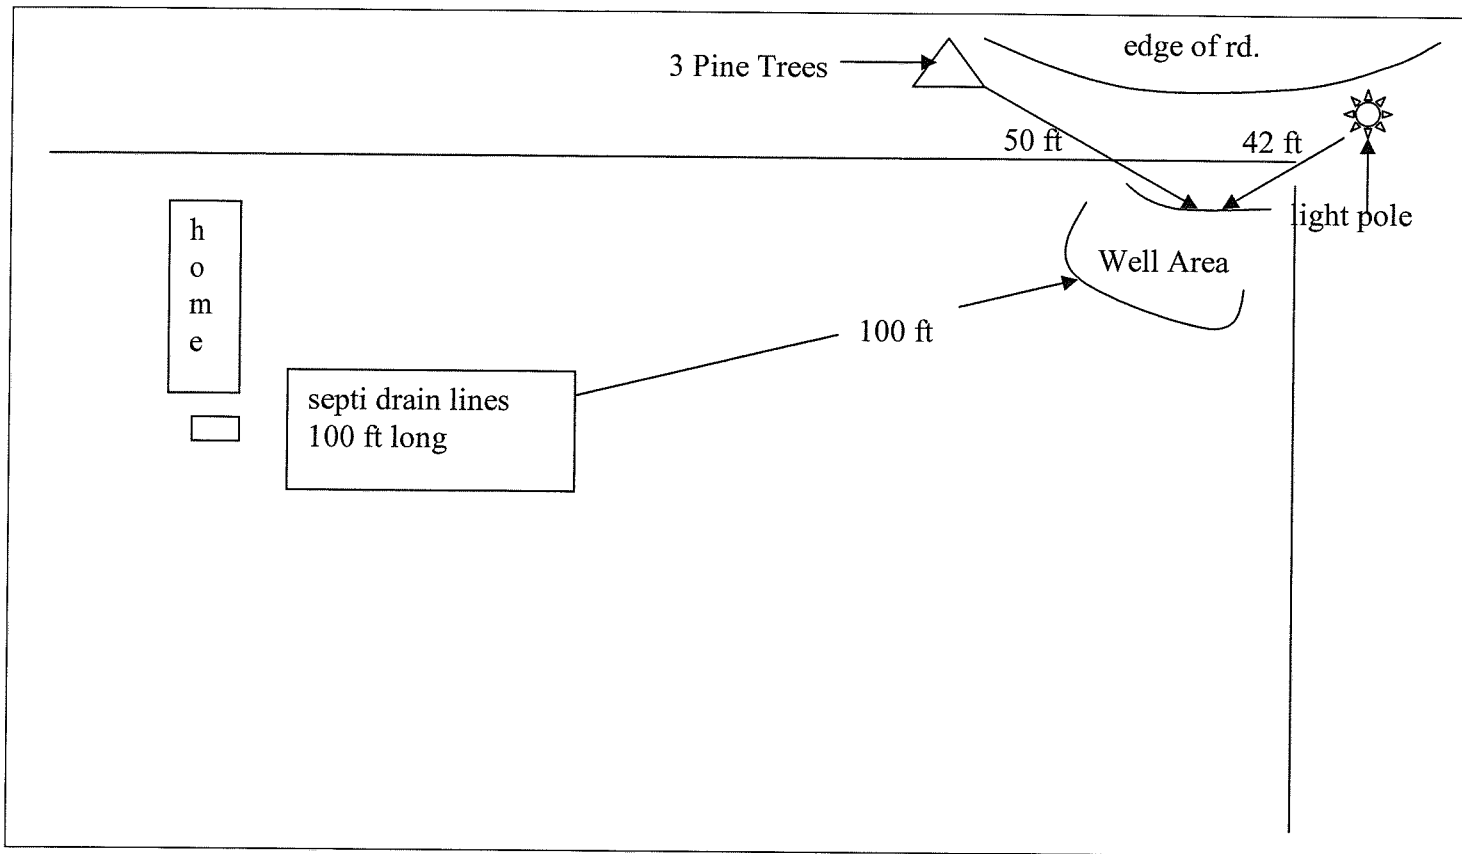 edge of rd.
3 Pine Trees
50 ft
42 ft
light pole
h
o
m
e
Well Area
100 ft
septi drain lines
100 ft long